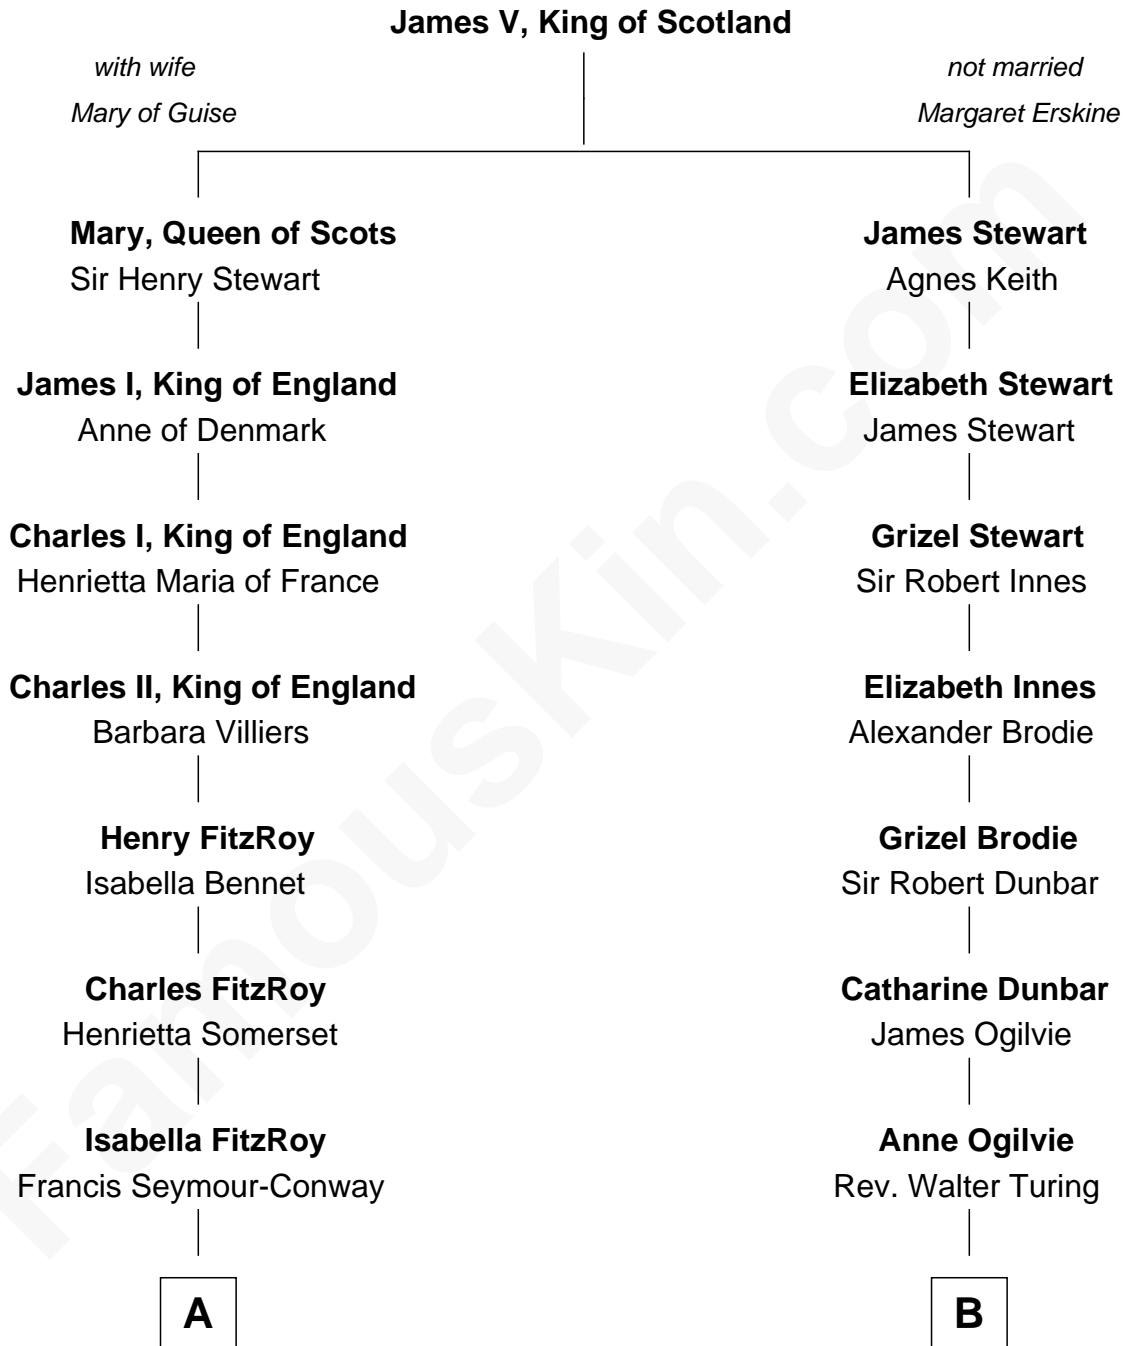 James V, King of Scotland
with wife
Mary of Guise
not married
Margaret Erskine
Mary, Queen of Scots
Sir Henry Stewart
James Stewart
Agnes Keith
James I, King of England
Anne of Denmark
Elizabeth Stewart
James Stewart
Charles I, King of England
Henrietta Maria of France
Grizel Stewart
Sir Robert Innes
Charles II, King of England
Barbara Villiers
Elizabeth Innes
Alexander Brodie
Henry FitzRoy
Isabella Bennet
Grizel Brodie
Sir Robert Dunbar
Charles FitzRoy
Henrietta Somerset
Catharine Dunbar
James Ogilvie
Isabella FitzRoy
Francis Seymour-Conway
Anne Ogilvie
Rev. Walter Turing
A
B
FamousKin.com